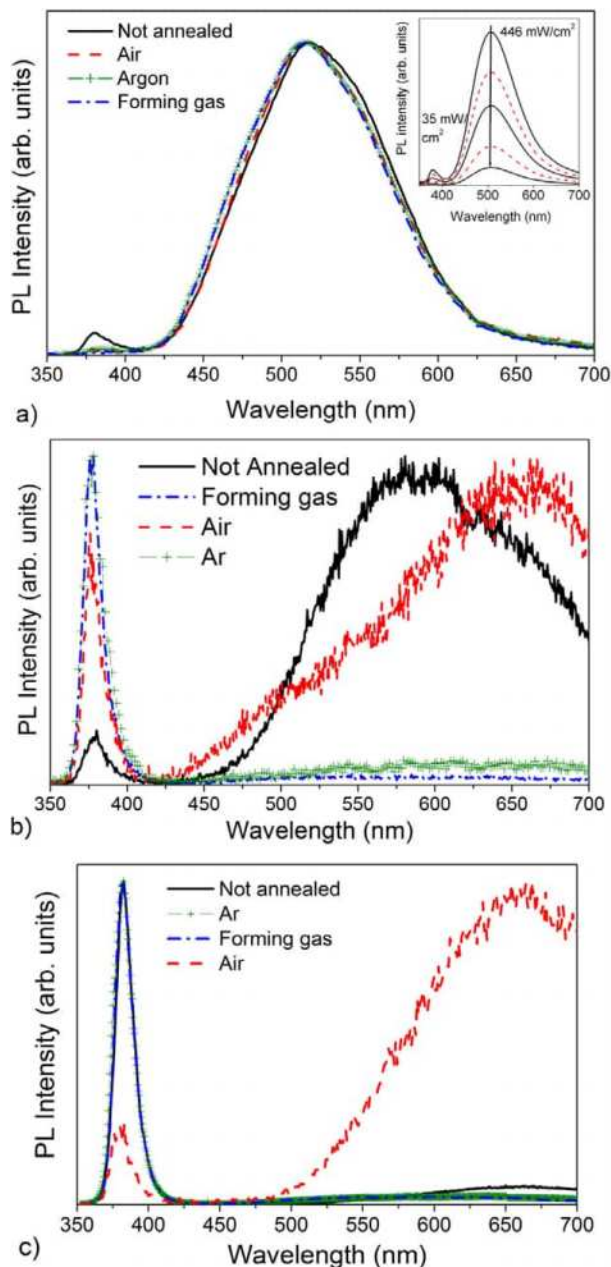 PL Intensity (arb. units)
Not annealed
Air
Argon
Forming gas
PL intensity (arb. units)
446 mW/cm²
35 mW/
cm²
400 500 600 700
Wavelength (nm)
350 400 450 500 550 600 650 700
Wavelength (nm)
a)
PL Intensity (arb. units)
Not Annealed
Forming gas
Air
Ar
350 400 450 500 550 600 650 700
Wavelength (nm)
b)
PL Intensity (arb. units)
Not annealed
Ar
Forming gas
Air
350 400 450 500 550 600 650 700
Wavelength (nm)
c)